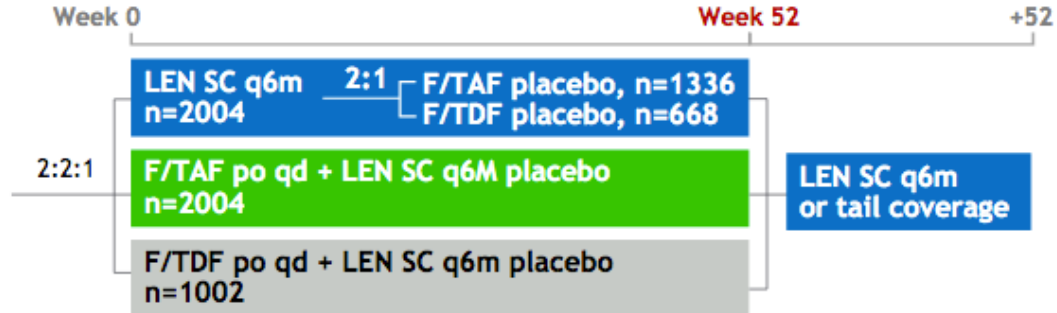 Week 0 Week 52 +52
LEN SC q6m 2:1 F/TAF placebo, n=1336
n=2004 F/TDF placebo, n=668
2:2:1
F/TAF po qd + LEN SC q6M placebo
n=2004
LEN SC q6m
or tail coverage
F/TDF po qd + LEN SC q6m placebo
n=1002